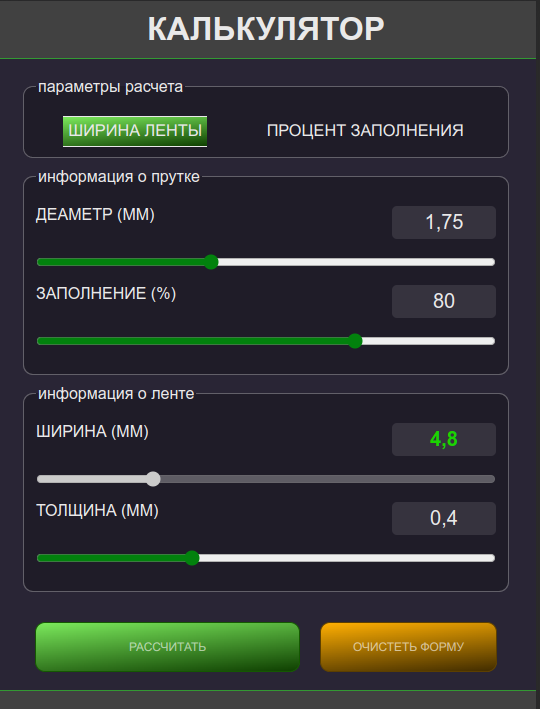 КАЛЬКУЛЯТОР
параметры расчета
ШИРИНА ЛЕНТЫ ПРОЦЕНТ ЗАПОЛНЕНИЯ
информация о прутке
ДЕАМЕТР (ММ) 1,75
ЗАПОЛНЕНИЕ (%) 80
информация о ленте
ШИРИНА (ММ) 4,8
ТОЛЩИНА (ММ) 0,4
РАССЧИТАТЬ ОЧИСТЕТЬ ФОРМУ